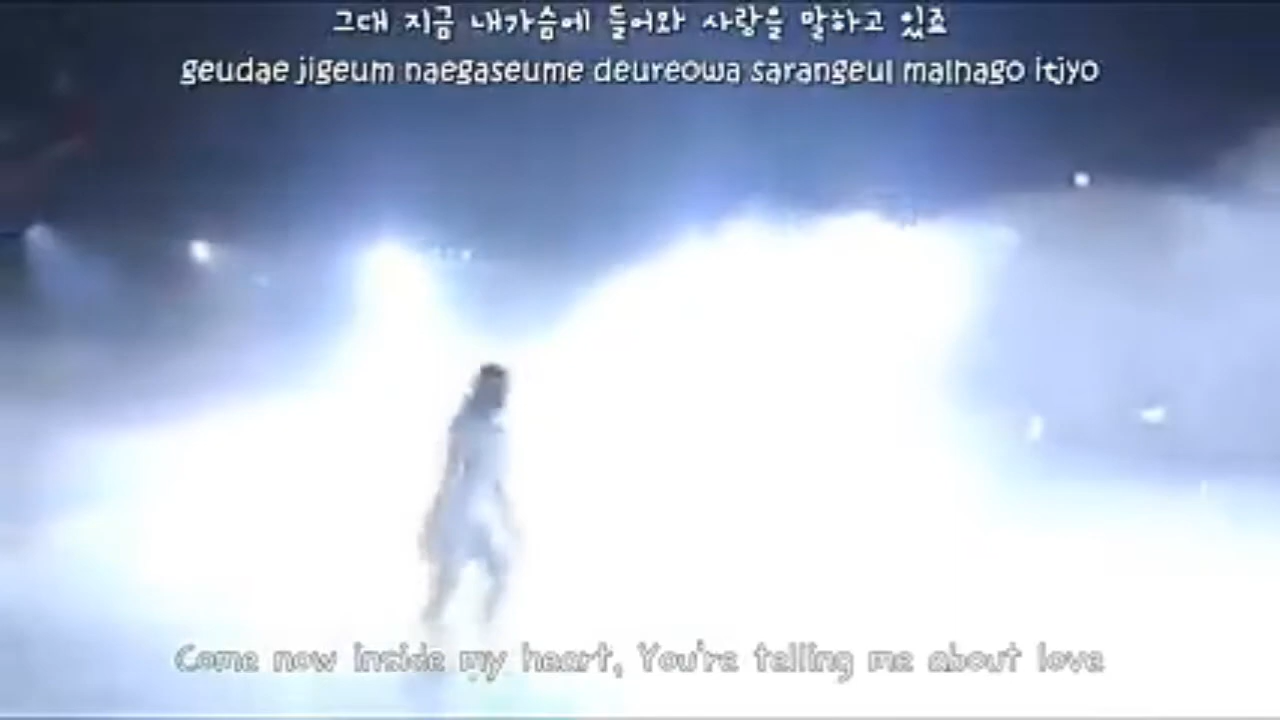 그대 지금 내가슴에 들어와 사랑을 말하고 있죠
geudae jigeum naegaseume deureowa sarangeul malhago itjyo
Come now inside my heart, You're telling me about love